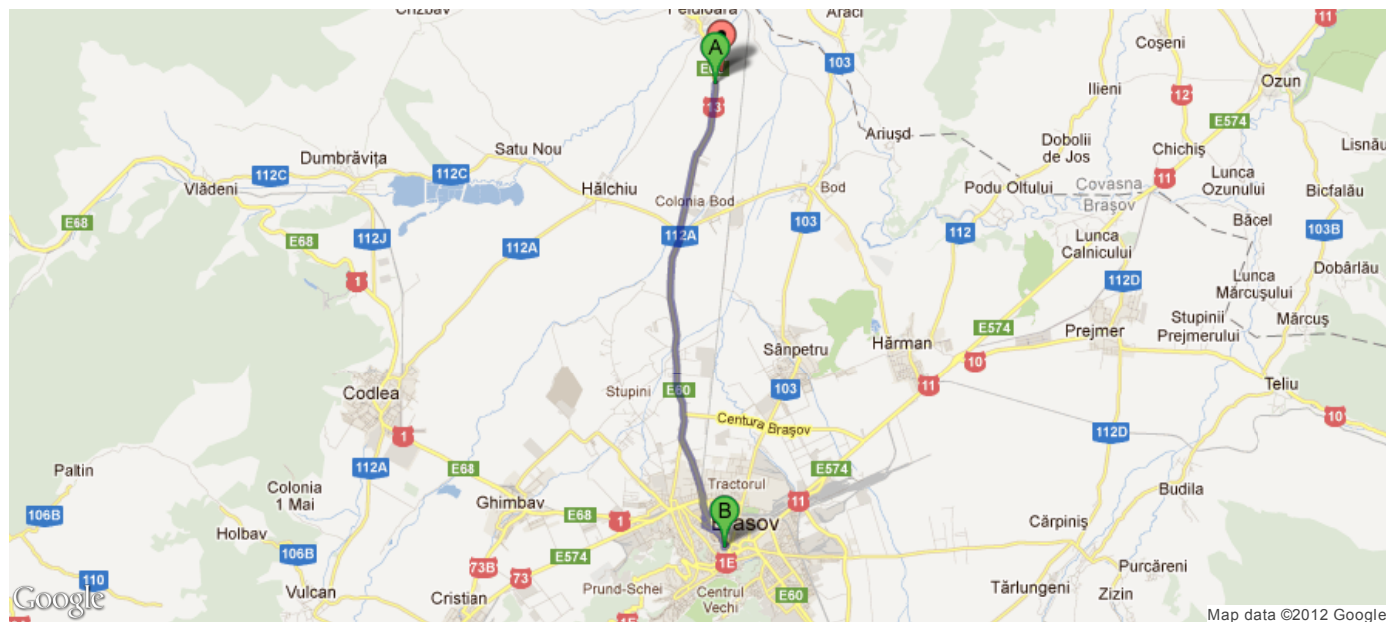 Crizbav
Feldioara
Araci
11
Coșeni
A
103
E60
Ozun
Ilieni
12
13
E574
Ariușd
Dobolii
de Jos
Chichiș
Lisnău
Dumbrăvița
Satu Nou
112C
112C
Vlădeni
Hălchiu
Bod
Podu Oltului
Covasna
Brașov
11
Lunca
Ozunului
Bicfalău
Colonia Bod
E68
E68
112J
112A
112A
103
112
Băcel
103B
Lunca
Calnicului
1
112D
Lunca
Mărcușului
Dobârlău
E574
Prejmer
Stupinii
Prejmerului
Mărcuș
Sânpetru
Hărman
10
Codlea
Stupini
E60
103
11
Teliu
10
Centura Brașov
1
112D
112A
E68
E574
Paltin
Colonia
1 Mai
Ghimbav
Tractorul
Budila
106B
E68
1
B
11
Brasov
Cărpiniș
Holbav
106B
E574
1E
110
73B
73
Purcăreni
Vulcan
Cristian
Prund-Schei
Centrul
Vechi
E60
Tărlungeni
Zizin
1E
Google
Map data ©2012 Google